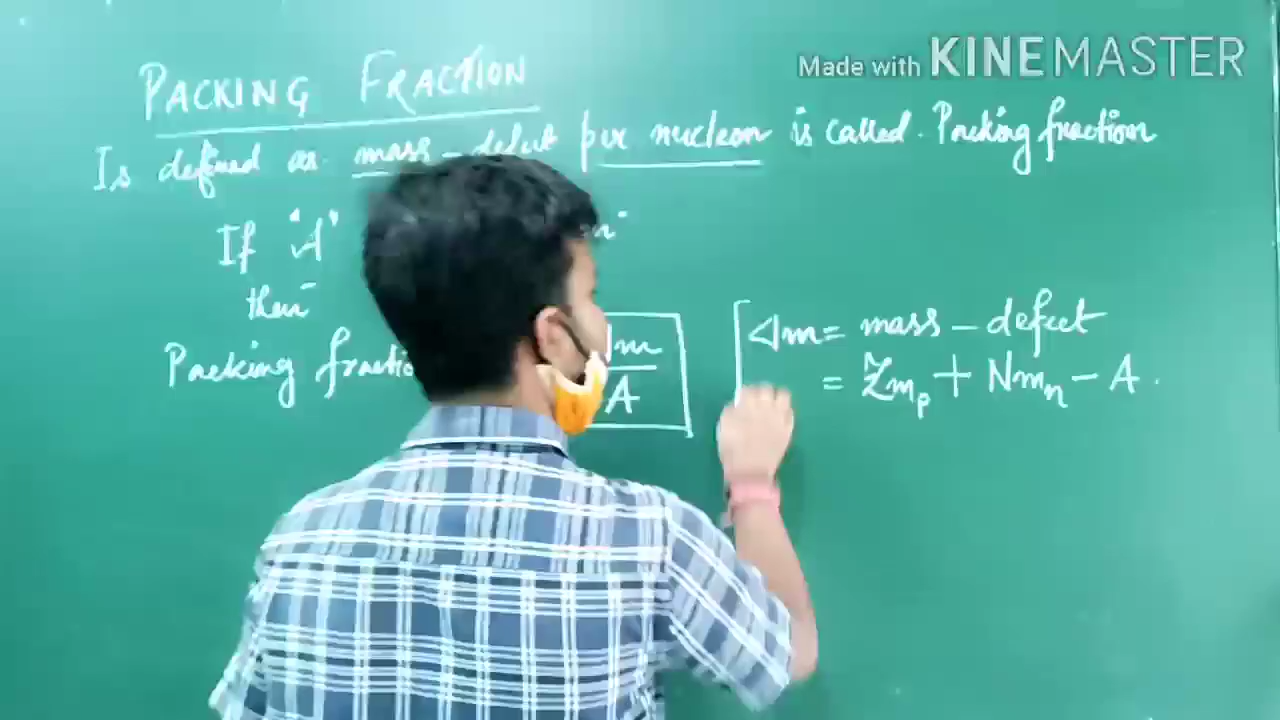 Made with KINEMASTER
PACKING FRACTION
Is defined as mass-defect per nucleon is called. Packing fraction
If "A"
then
Packing fractio
m
A
Δm = mass - defect
= Zmₚ + Nmₙ - A.